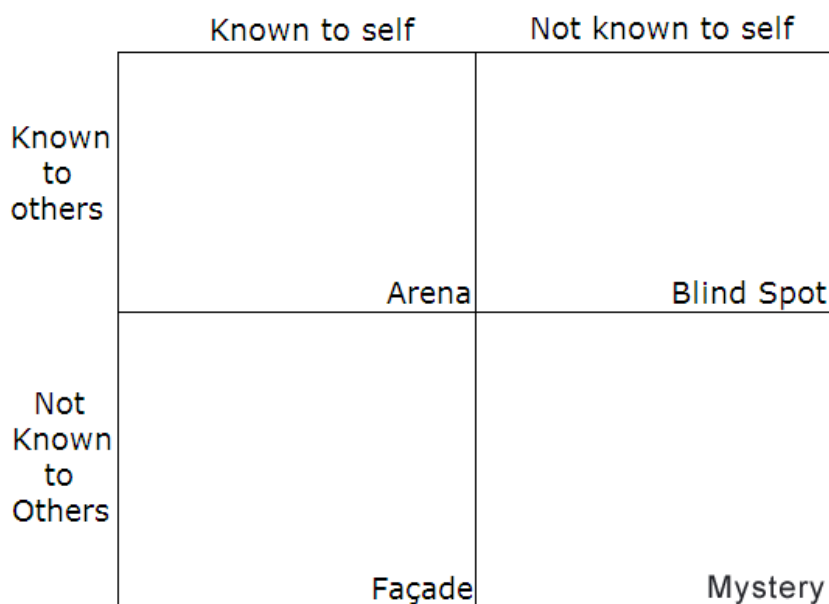 Known to self
Not known to self
Known
to
others
Arena
Blind Spot
Not
Known
to
Others
Façade
Mystery